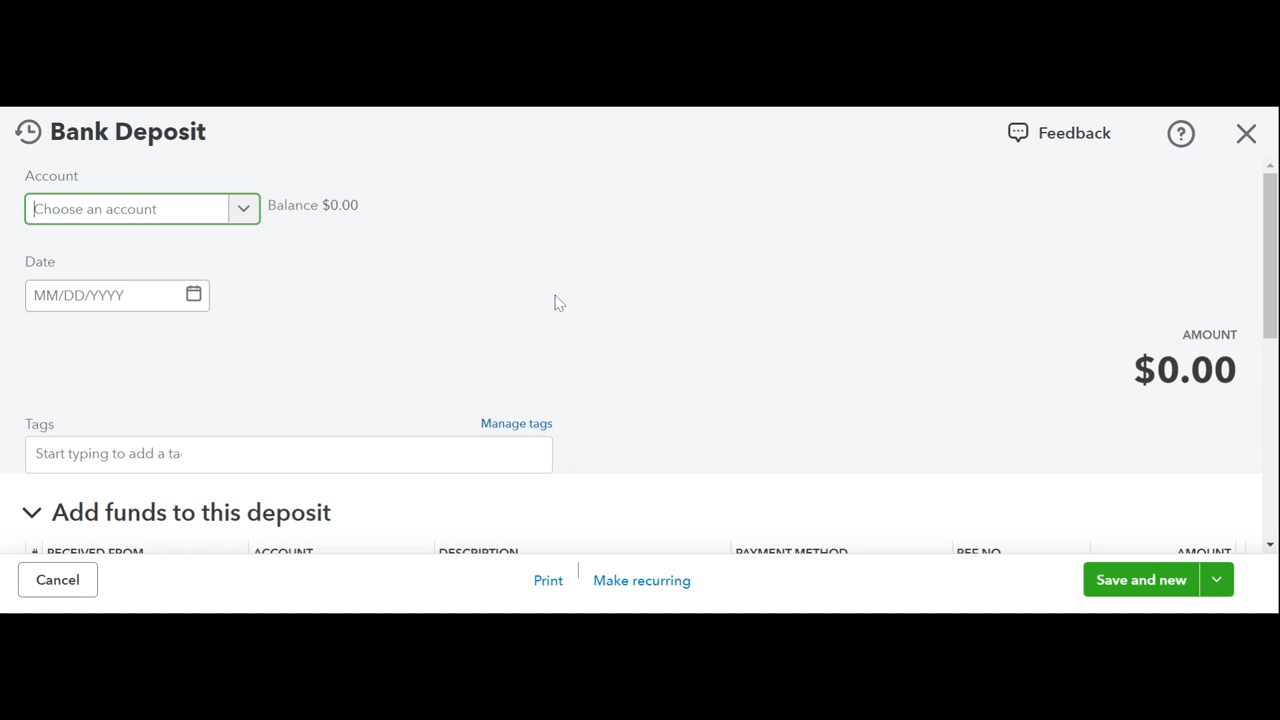 Bank Deposit
Feedback
Account
Choose an account
Balance $0.00
Date
MM/DD/YYYY
AMOUNT
$0.00
Tags
Manage tags
Start typing to add a ta
Add funds to this deposit
# RECEIVED FROM ACCOUNT DESCRIPTION PAYMENT METHOD REF NO. AMOUNT
Cancel
Print
Make recurring
Save and new